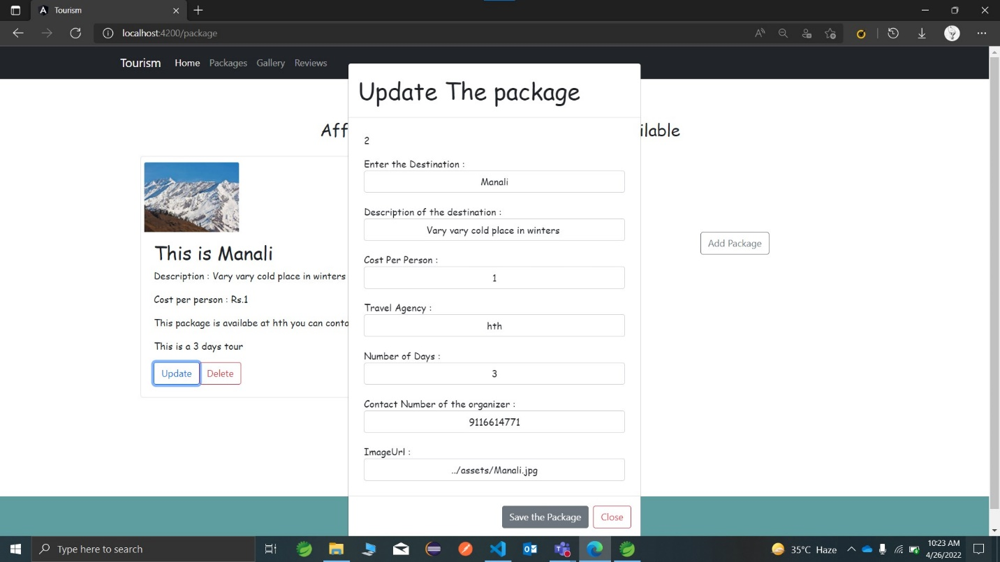 Tourism
localhost:4200/package
Tourism Home Packages Gallery Reviews
Update The package
Aff
ilable
2
Enter the Destination :
Manali
Description of the destination :
Vary vary cold place in winters
Cost Per Person :
1
Travel Agency :
hth
Number of Days :
3
Contact Number of the organizer :
9116614771
ImageUrl :
../assets/Manali.jpg
Save the Package Close
This is Manali
Description : Vary vary cold place in winters
Cost per person : Rs.1
This package is availabe at hth you can conta
This is a 3 days tour
Update Delete
Add Package
Type here to search
35°C Haze
10:23 AM
4/26/2022